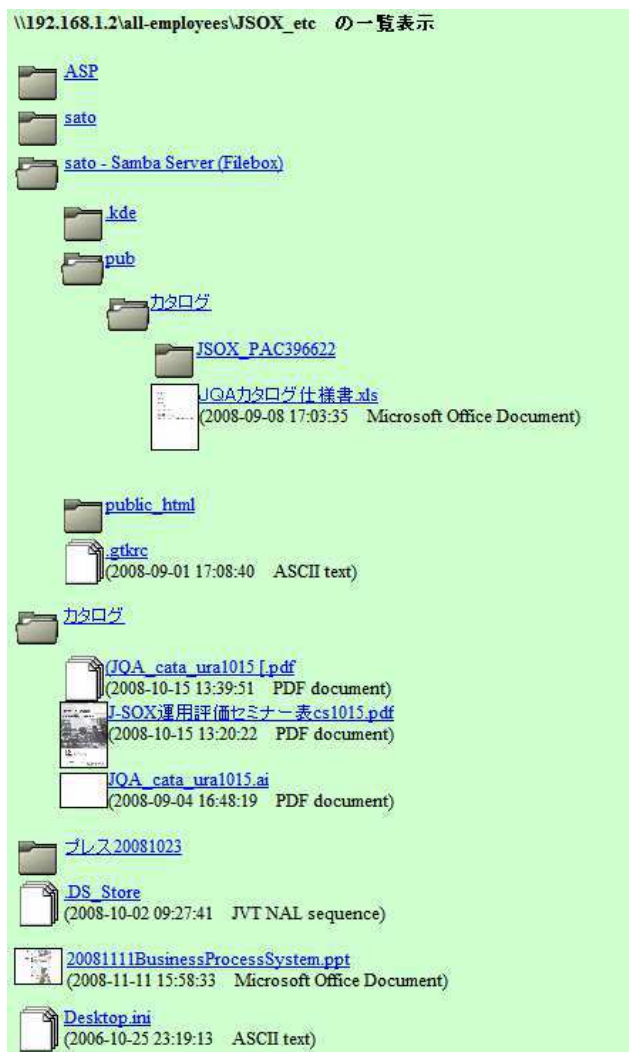 \\192.168.1.2\all-employees\JSOX_etc の一覧表示
ASP
sato
sato - Samba Server (Filebox)
.kde
pub
カタログ
JSOX_PAC396622
JQAカタログ仕様書.xls
(2008-09-08 17:03:35 Microsoft Office Document)
public_html
.gtkrc
(2008-09-01 17:08:40 ASCII text)
カタログ
(JQA_cata_ura1015 [.pdf
(2008-10-15 13:39:51 PDF document)
J-SOX運用評価セミナー表cs1015.pdf
(2008-10-15 13:20:22 PDF document)
JQA_cata_ura1015.ai
(2008-09-04 16:48:19 PDF document)
プレス20081023
.DS_Store
(2008-10-02 09:27:41 JVT NAL sequence)
20081111BusinessProcessSystem.ppt
(2008-11-11 15:58:33 Microsoft Office Document)
Desktop.ini
(2006-10-25 23:19:13 ASCII text)